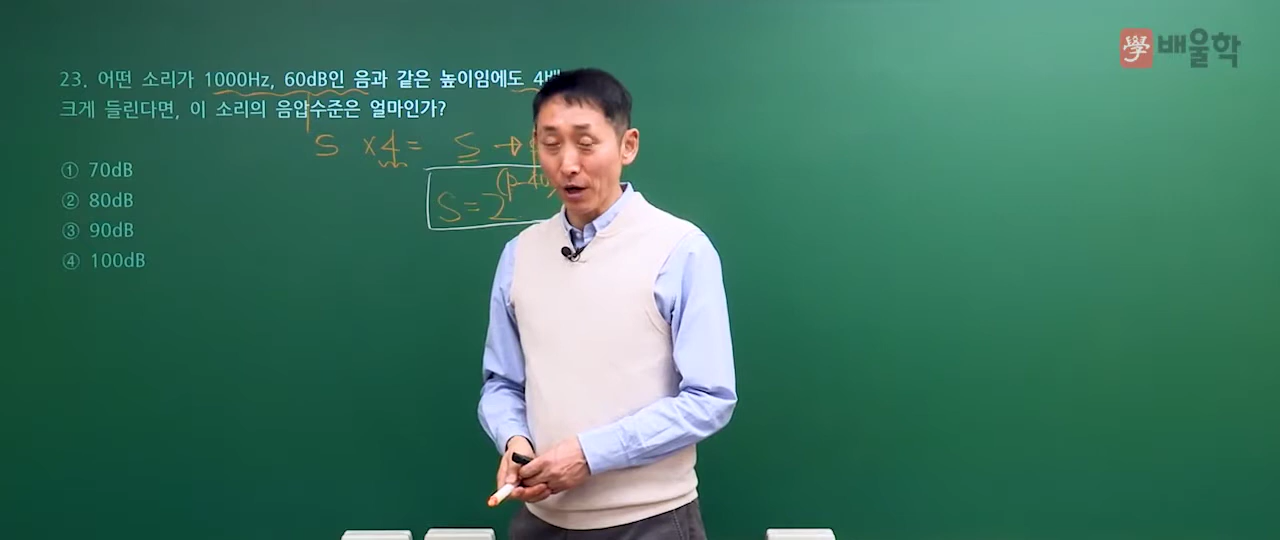 學 배울학
23. 어떤 소리가 1000Hz, 60dB인 음과 같은 높이임에도 4배
크게 들린다면, 이 소리의 음압수준은 얼마인가?
S ×4= S →
S=2
① 70dB
② 80dB
③ 90dB
④ 100dB